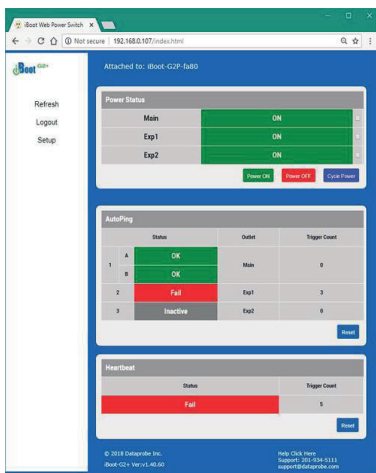 iBoot Web Power Switch
Not secure | 192.168.0.107/index.html
iBoot G2+
Attached to: iBoot-G2P-fa80
Refresh
Logout
Setup
Power Status
Main ON
Exp1 ON
Exp2 ON
Power ON Power OFF Cycle Power
AutoPing
Status Outlet Trigger Count
1 A OK Main 0
B OK
2 Fail Exp1 3
3 Inactive Exp2 0
Reset
Heartbeat
Status Trigger Count
Fail 5
Reset
© 2018 Dataprobe Inc.
iBoot-G2+ Ver:v1.40.60
Help Click Here
Support: 201-934-5111
support@dataprobe.com